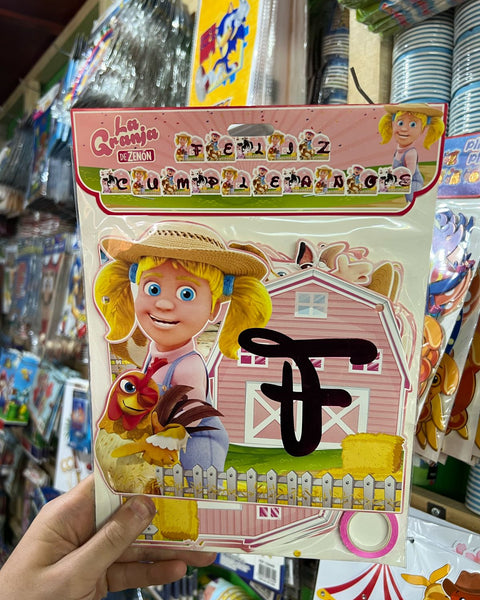 La
Granja
DE ZENÓN
FELIZ
CUMPLEAÑOS
F